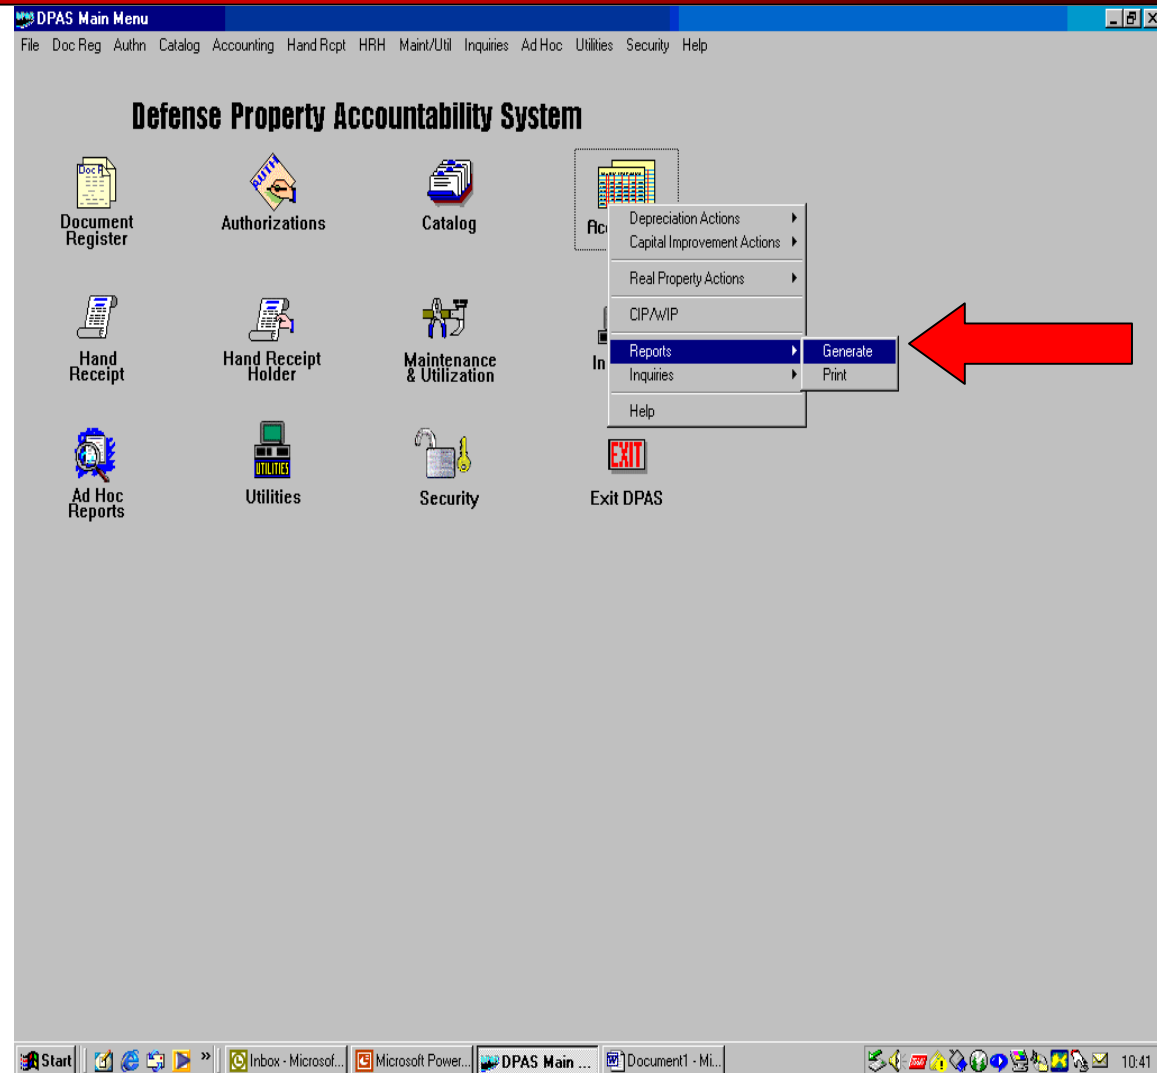 DPAS Main Menu
File Doc Reg Authn Catalog Accounting Hand Rcpt HRH Maint/Util Inquiries Ad Hoc Utilities Security Help
Defense Property Accountability System
Document
Register
Authorizations
Catalog
Depreciation Actions
Capital Improvement Actions
Real Property Actions
CIP/WIP
Reports
Inquiries
Help
Generate
Print
Hand
Receipt
Hand Receipt
Holder
Maintenance
& Utilization
In
Ad Hoc
Reports
UTILITIES
Utilities
Security
EXIT
Exit DPAS
Start
Inbox - Microsof...
Microsoft Power...
DPAS Main ...
Document1 - Mi...
10:41